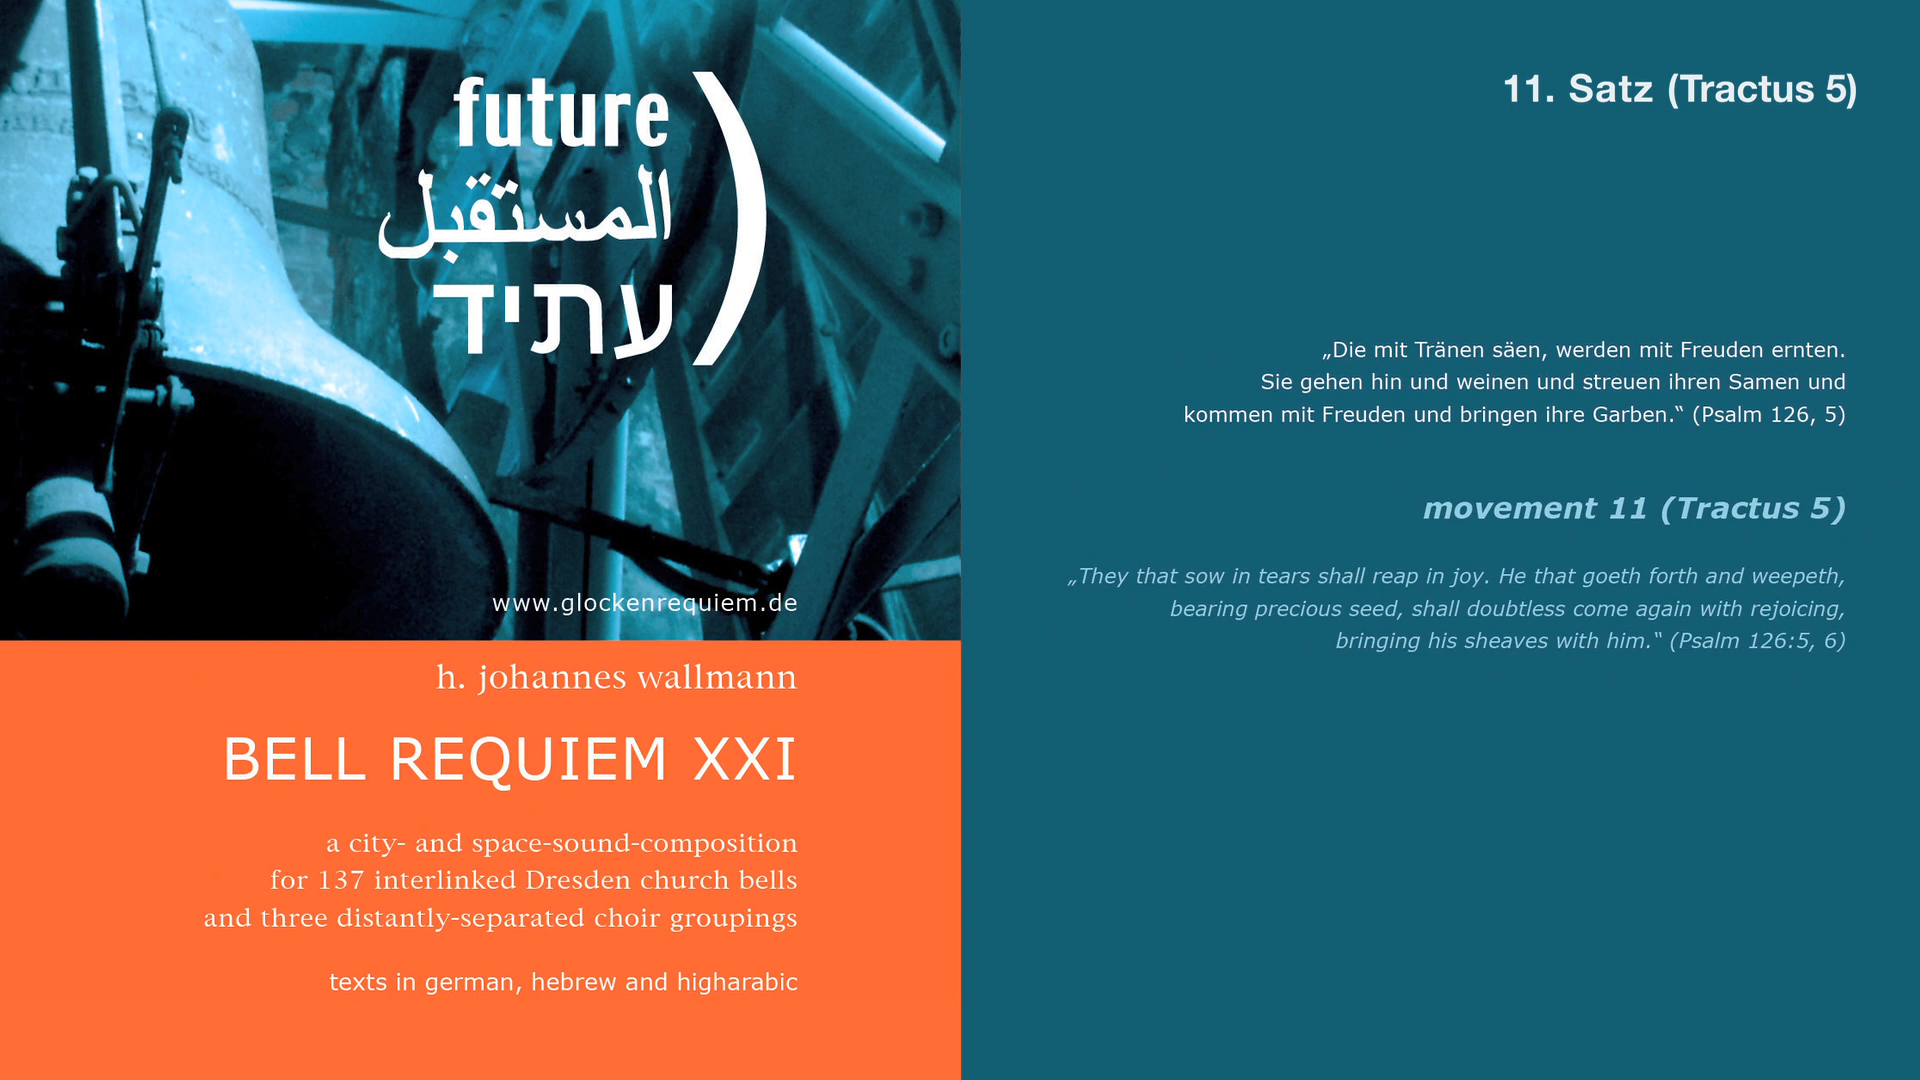 future
المستقبل
עתיד
)
www.glockenrequiem.de
h. johannes wallmann
BELL REQUIEM XXI
a city- and space-sound-composition
for 137 interlinked Dresden church bells
and three distantly-separated choir groupings
texts in german, hebrew and higharabic
11. Satz (Tractus 5)
„Die mit Tränen säen, werden mit Freuden ernten.
Sie gehen hin und weinen und streuen ihren Samen und
kommen mit Freuden und bringen ihre Garben.“ (Psalm 126, 5)
movement 11 (Tractus 5)
„They that sow in tears shall reap in joy. He that goeth forth and weepeth,
bearing precious seed, shall doubtless come again with rejoicing,
bringing his sheaves with him.“ (Psalm 126:5, 6)